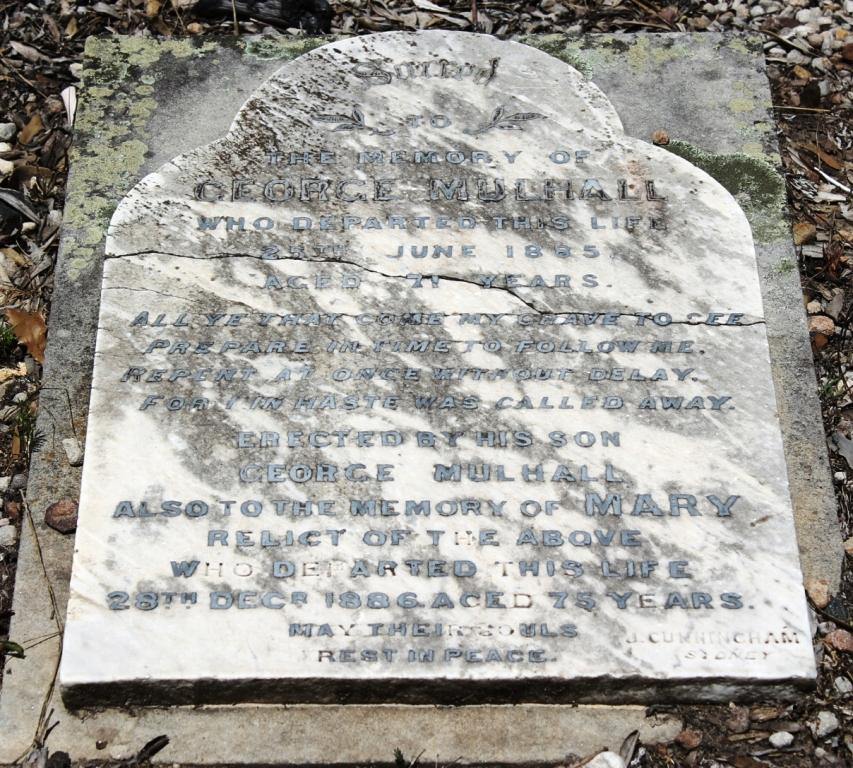 Sacred
TO
THE MEMORY OF
GEORGE MULHALL
WHO DEPARTED THIS LIFE
25TH JUNE 1885.
AGED 71 YEARS.
ALL YE THAT COME MY GRAVE TO SEE
PREPARE IN TIME TO FOLLOW ME.
REPENT AT ONCE WITHOUT DELAY,
FOR I IN HASTE WAS CALLED AWAY.
ERECTED BY HIS SON
GEORGE MULHALL
ALSO TO THE MEMORY OF MARY
RELICT OF THE ABOVE
WHO DEPARTED THIS LIFE
28TH DECR 1886. AGED 75 YEARS.
MAY THEIR SOULS
REST IN PEACE.
J. CUNNINGHAM
SYDNEY